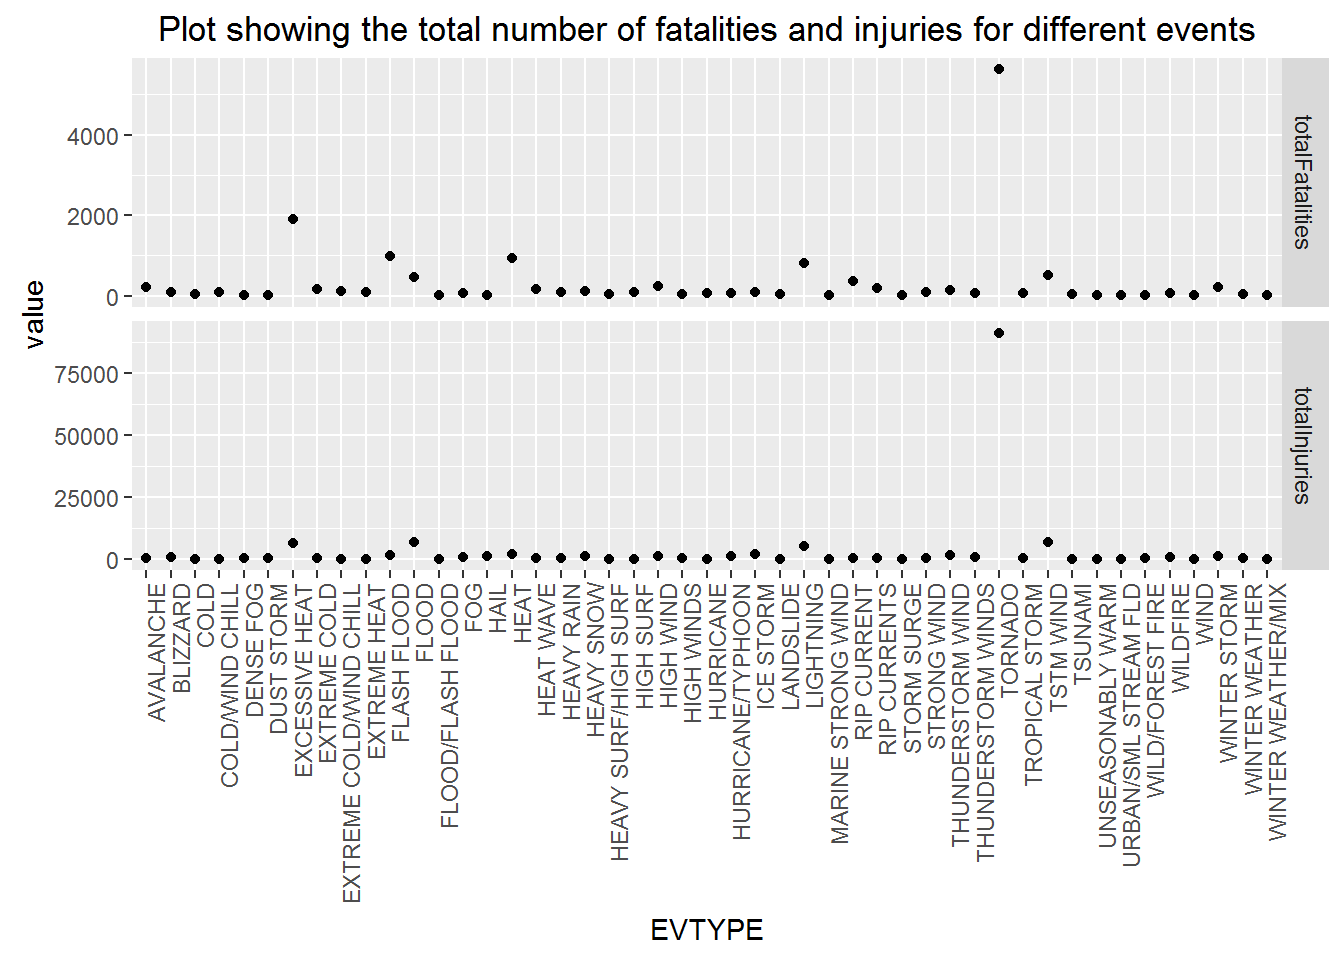 Plot showing the total number of fatalities and injuries for different events
value
4000
2000
0
totalFatalities
75000
50000
25000
0
totalInjuries
AVALANCHE
BLIZZARD
COLD
COLD/WIND CHILL
DENSE FOG
DUST STORM
EXCESSIVE HEAT
EXTREME COLD
EXTREME COLD/WIND CHILL
EXTREME HEAT
FLASH FLOOD
FLOOD
FLOOD/FLASH FLOOD
FOG
HAIL
HEAT
HEAT WAVE
HEAVY RAIN
HEAVY SNOW
HEAVY SURF/HIGH SURF
HIGH SURF
HIGH WIND
HIGH WINDS
HURRICANE
HURRICANE/TYPHOON
ICE STORM
LANDSLIDE
LIGHTNING
MARINE STRONG WIND
RIP CURRENT
RIP CURRENTS
STORM SURGE
STRONG WIND
THUNDERSTORM WIND
THUNDERSTORM WINDS
TORNADO
TROPICAL STORM
TSTM WIND
TSUNAMI
UNSEASONABLY WARM
URBAN/SML STREAM FLD
WILD/FOREST FIRE
WILDFIRE
WIND
WINTER STORM
WINTER WEATHER
WINTER WEATHER/MIX
EVTYPE